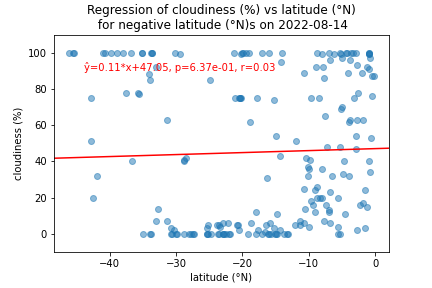 Regression of cloudiness (%) vs latitude (°N)
for negative latitude (°N)s on 2022-08-14
ŷ=0.11*x+47.05, p=6.37e-01, r=0.03
cloudiness (%)
100
80
60
40
20
0
−40 −30 −20 −10 0
latitude (°N)